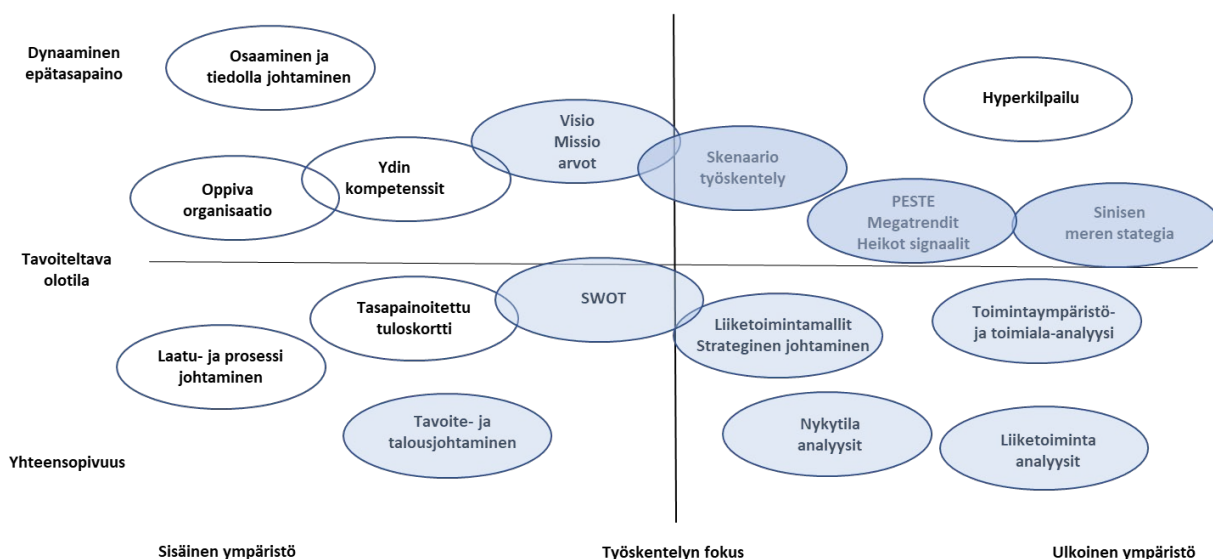 Dynaaminen
epätasapaino
Osaaminen ja
tiedolla johtaminen
Hyperkilpailu
Visio
Missio
arvot
Skenaario
työskentely
Ydin
kompetenssit
Oppiva
organisaatio
PESTE
Megatrendit
Heikot signaalit
Sinisen
meren stategia
Tavoiteltava
olotila
SWOT
Tasapainoitettu
tuloskortti
Liiketoimintamallit
Strateginen johtaminen
Toimintaympäristö-
ja toimiala-analyysi
Laatu- ja prosessi
johtaminen
Tavoite- ja
talousjohtaminen
Nykytila
analyysit
Liiketoiminta
analyysit
Yhteensopivuus
Sisäinen ympäristö
Työskentelyn fokus
Ulkoinen ympäristö